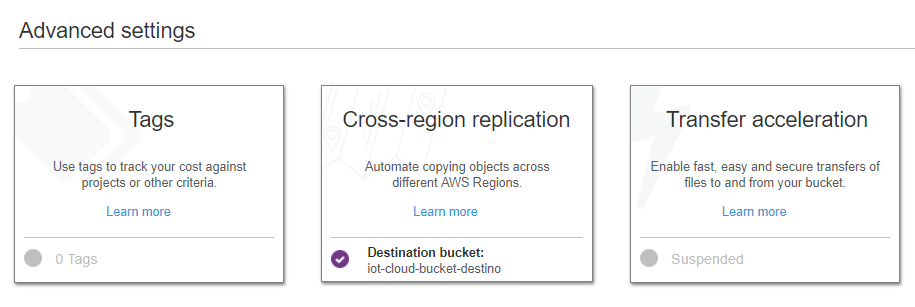 Advanced settings
Tags
Use tags to track your cost against
projects or other criteria.
Learn more
0 Tags
Cross-region replication
Automate copying objects across
different AWS Regions.
Learn more
Destination bucket:
iot-cloud-bucket-destino
Transfer acceleration
Enable fast, easy and secure transfers of
files to and from your bucket.
Learn more
Suspended